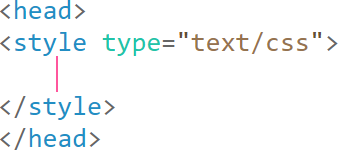 <head>
<style type="text/css">
</style>
</head>